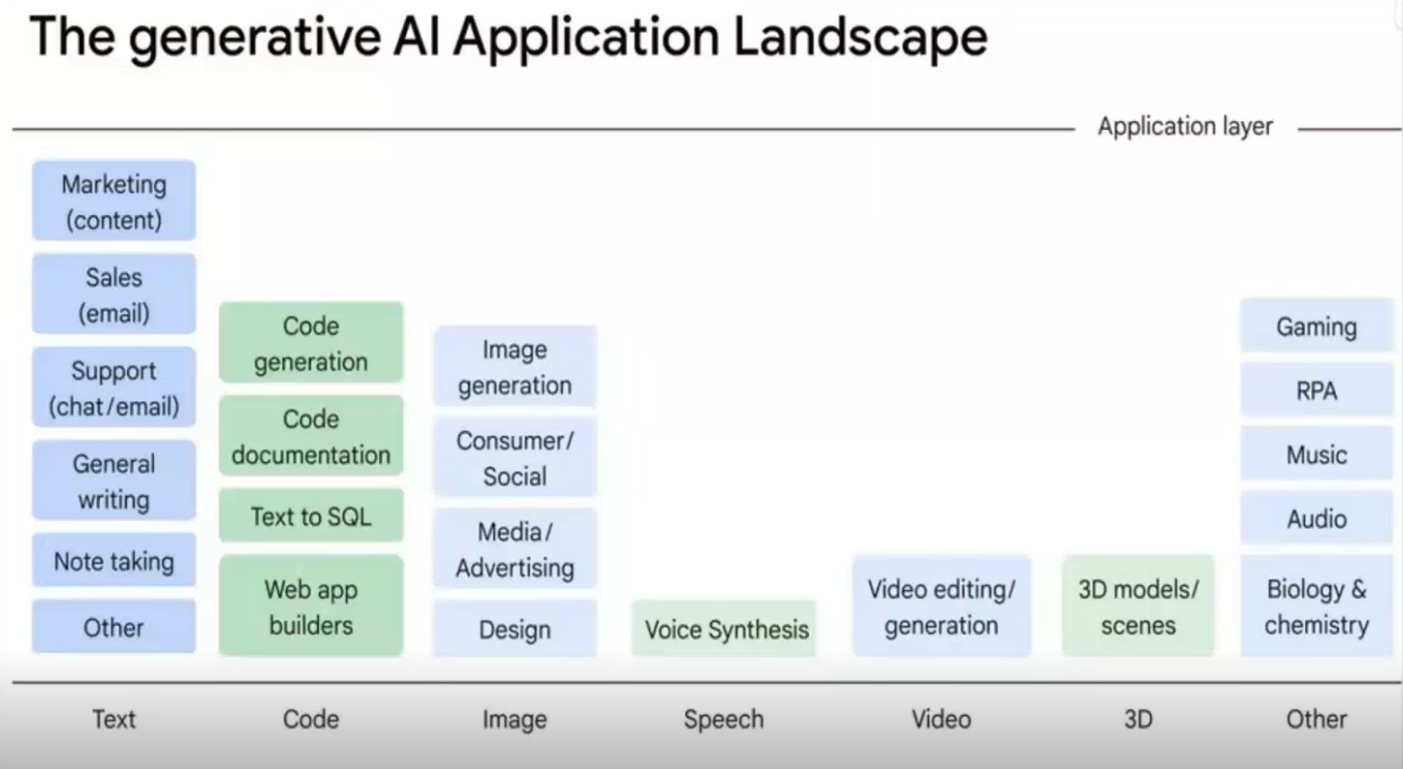 The generative AI Application Landscape
Application layer
Marketing
(content)
Sales
(email)
Support
(chat/email)
General
writing
Note taking
Other
Code
generation
Code
documentation
Text to SQL
Web app
builders
Image
generation
Consumer/
Social
Media/
Advertising
Design
Voice Synthesis
Video editing/
generation
3D models/
scenes
Gaming
RPA
Music
Audio
Biology &
chemistry
Text
Code
Image
Speech
Video
3D
Other